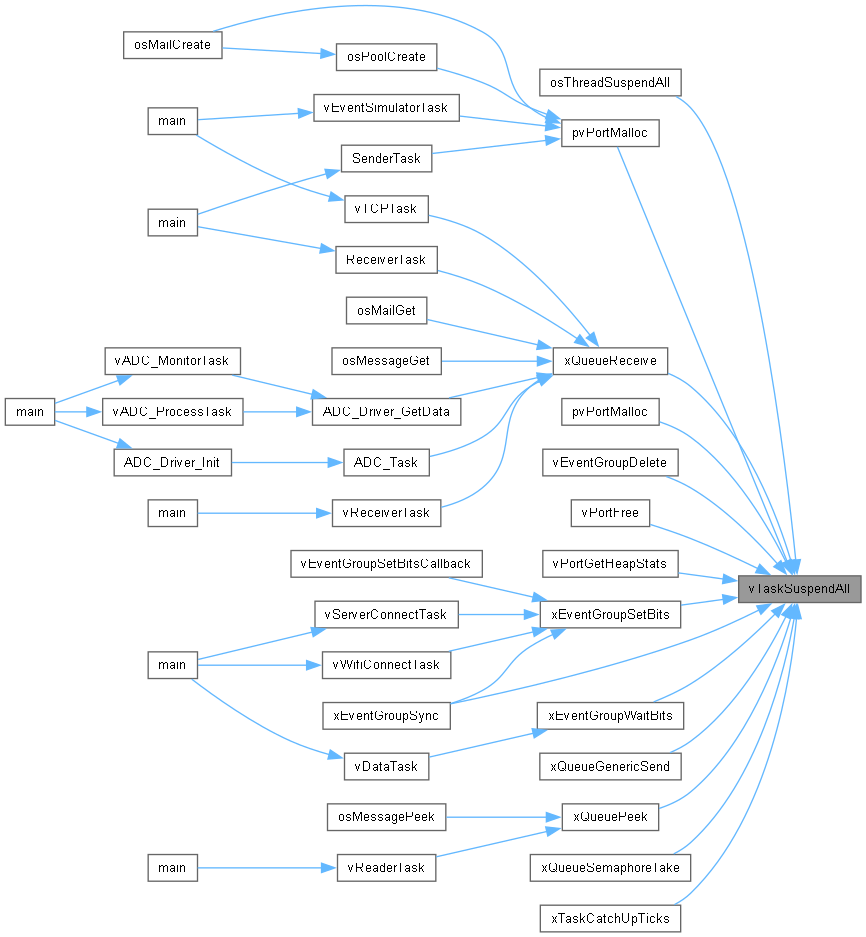 osMailCreate
osPoolCreate
osThreadSuspendAll
vEventSimulatorTask
main
pvPortMalloc
SenderTask
vTCPTask
main
ReceiverTask
osMailGet
vADC_MonitorTask
osMessageGet
xQueueReceive
main
vADC_ProcessTask
ADC_Driver_GetData
pvPortMalloc
ADC_Driver_Init
ADC_Task
vEventGroupDelete
main
vReceiverTask
vPortFree
vEventGroupSetBitsCallback
vPortGetHeapStats
vTaskSuspendAll
vServerConnectTask
xEventGroupSetBits
main
vWifiConnectTask
xEventGroupSync
xEventGroupWaitBits
vDataTask
xQueueGenericSend
osMessagePeek
xQueuePeek
main
vReaderTask
xQueueSemaphoreTake
xTaskCatchUpTicks